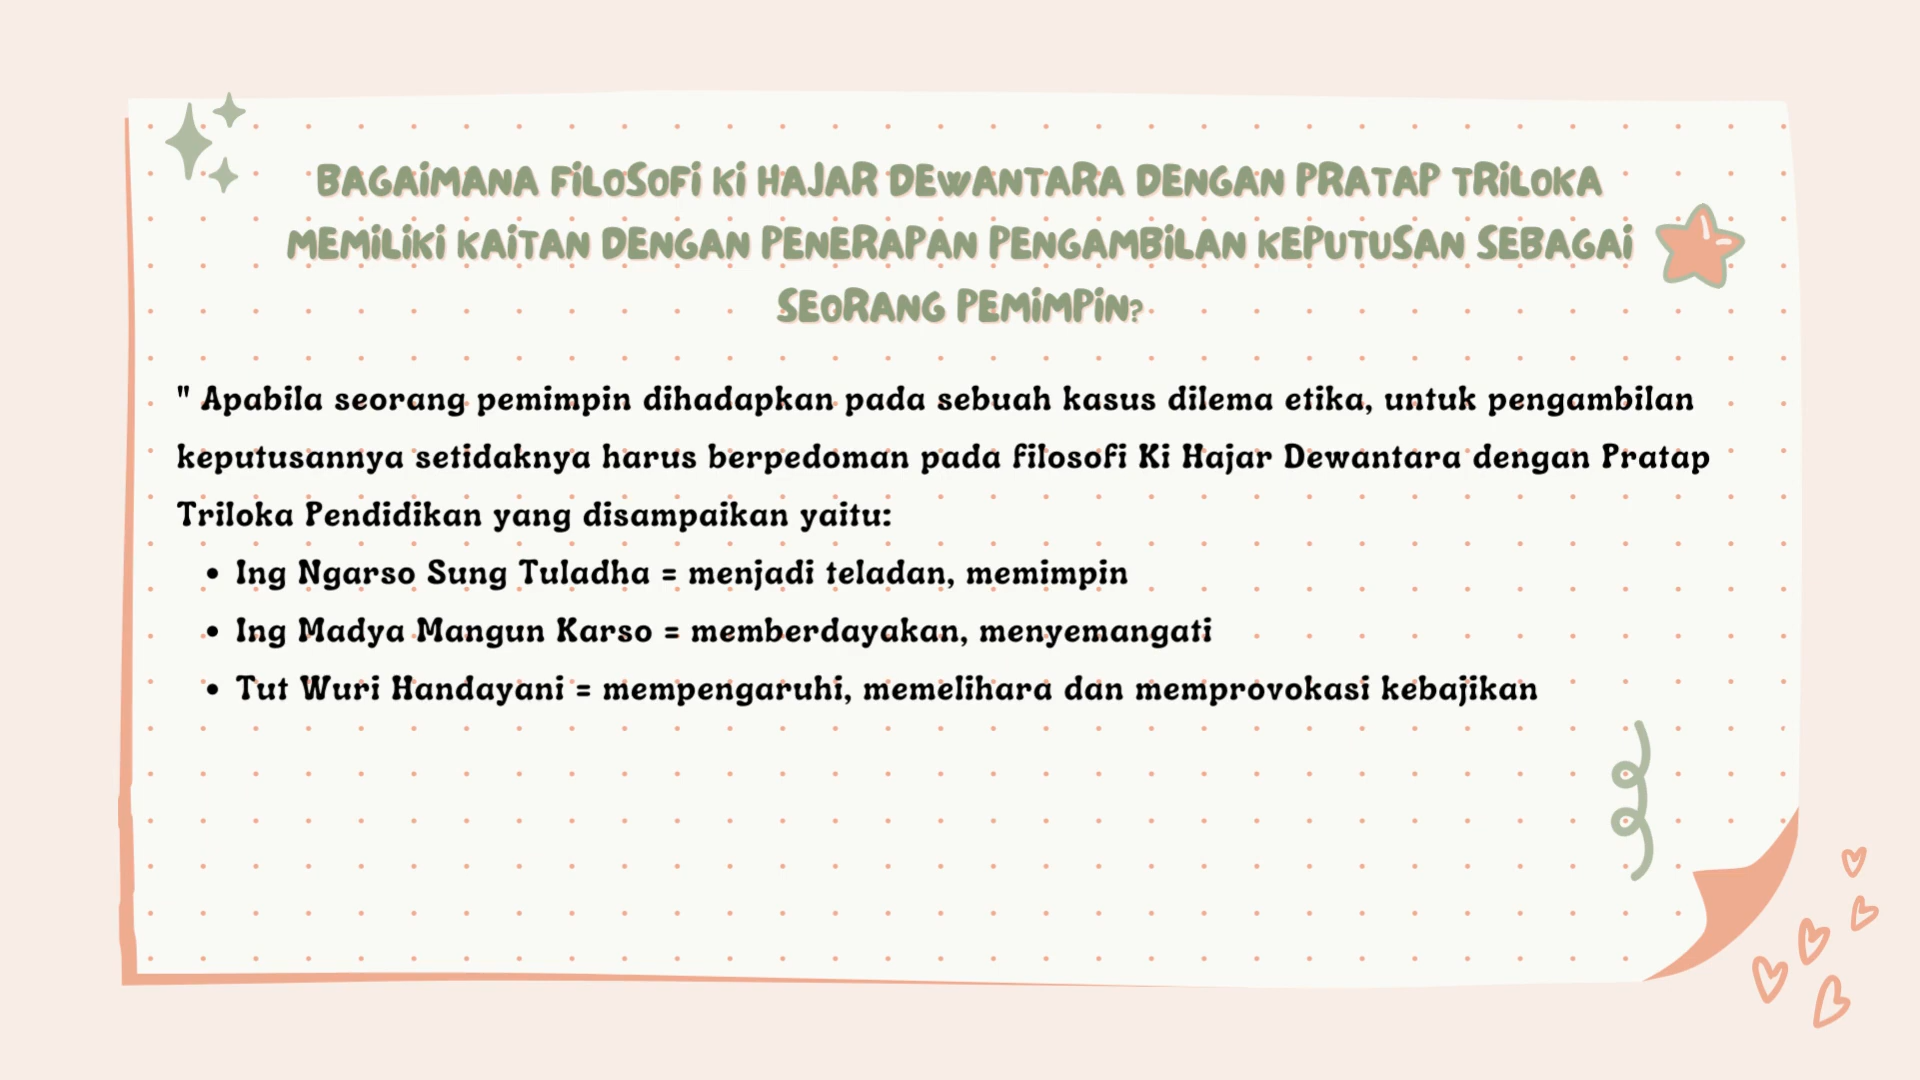 BAGAIMANA FILOSOFI KI HAJAR DEWANTARA DENGAN PRATAP TRILOKA
MEMILIKI KAITAN DENGAN PENERAPAN PENGAMBILAN KEPUTUSAN SEBAGAI
SEORANG PEMIMPIN?
" Apabila seorang pemimpin dihadapkan pada sebuah kasus dilema etika, untuk pengambilan
keputusannya setidaknya harus berpedoman pada filosofi Ki Hajar Dewantara dengan Pratap
Triloka Pendidikan yang disampaikan yaitu:
• Ing Ngarso Sung Tuladha = menjadi teladan, memimpin
• Ing Madya Mangun Karso = memberdayakan, menyemangati
• Tut Wuri Handayani = mempengaruhi, memelihara dan memprovokasi kebajikan